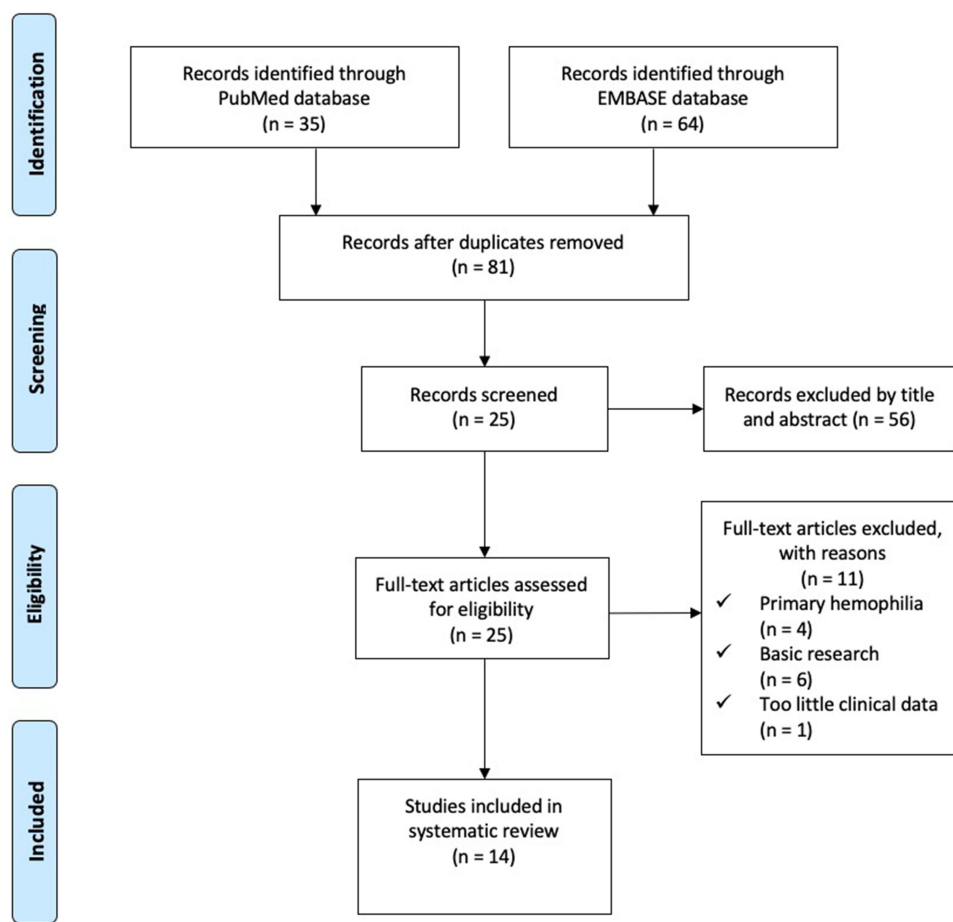 Identification
Records identified through
PubMed database
(n = 35)
Records identified through
EMBASE database
(n = 64)
Records after duplicates removed
(n = 81)
Screening
Records screened
(n = 25)
Records excluded by title
and abstract (n = 56)
Eligibility
Full-text articles assessed
for eligibility
(n = 25)
Full-text articles excluded,
with reasons
(n = 11)
✓ Primary hemophilia
(n = 4)
✓ Basic research
(n = 6)
✓ Too little clinical data
(n = 1)
Included
Studies included in
systematic review
(n = 14)